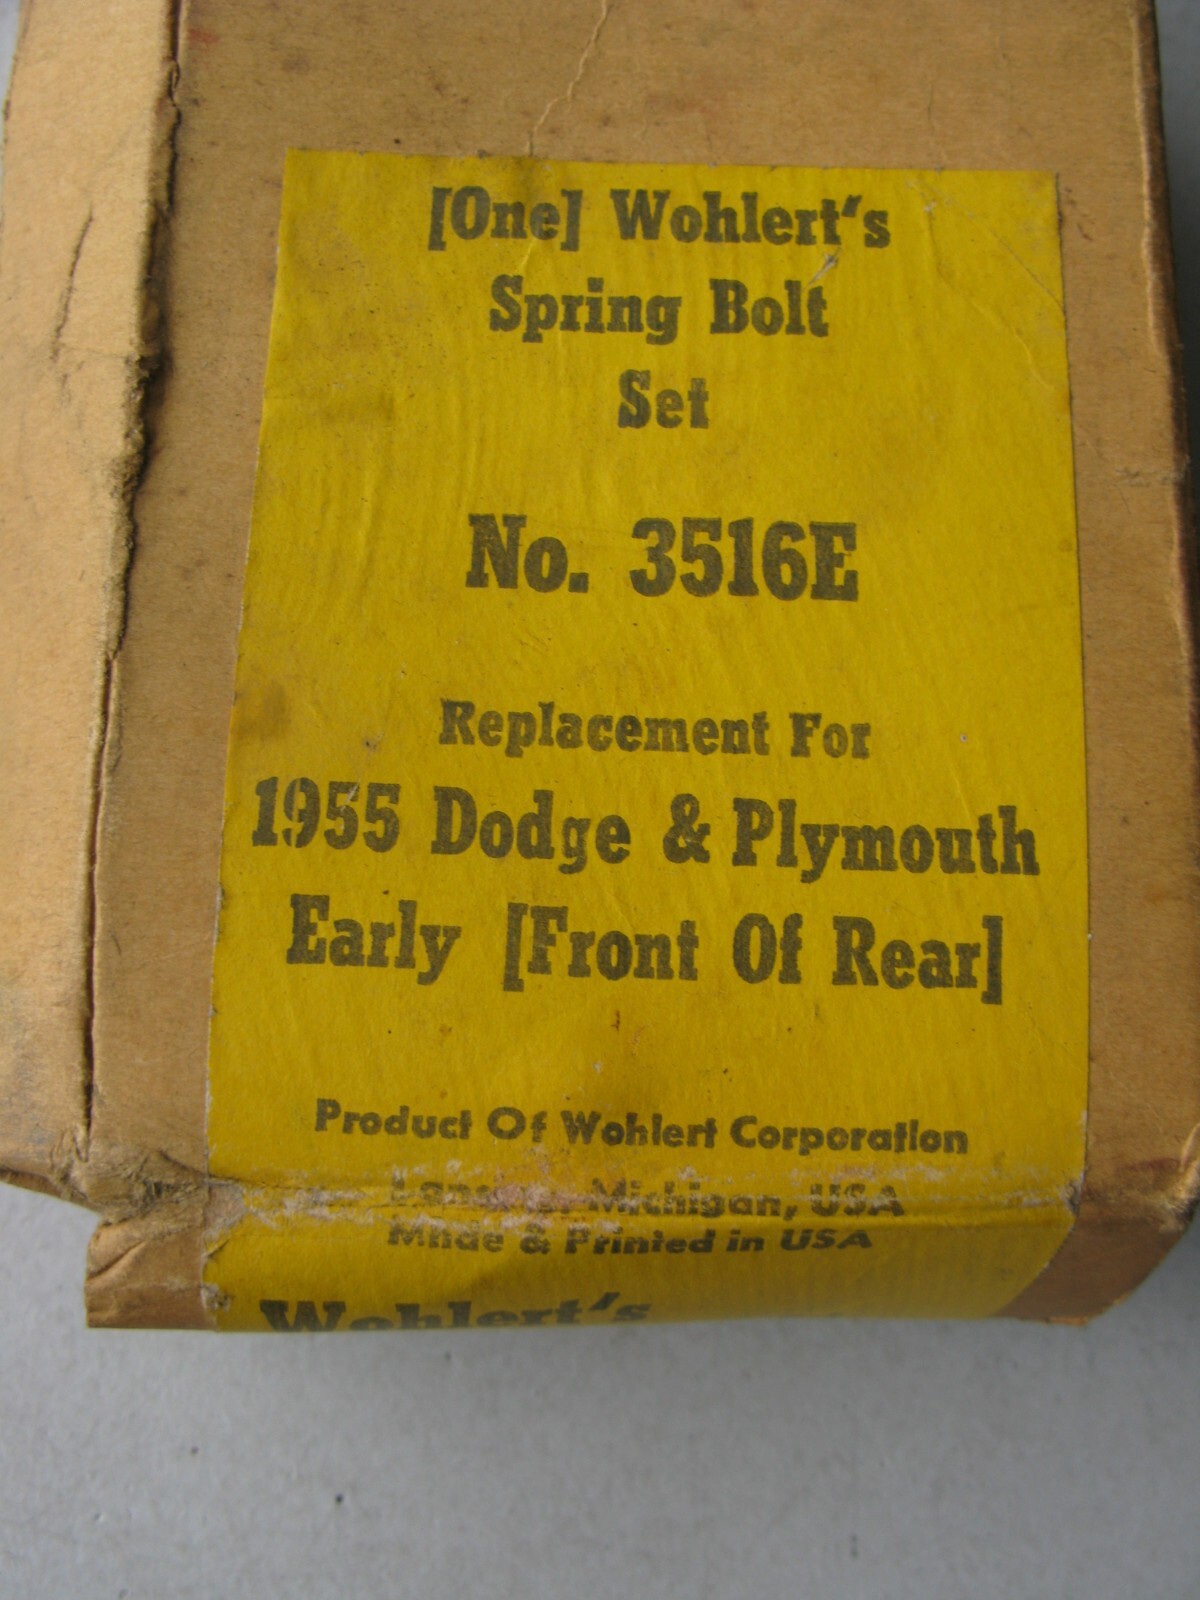 [One] Wohlert's
Spring Bolt
Set
No. 3516E
Replacement For
1955 Dodge & Plymouth
Early [Front Of Rear]
Product Of Wohlert Corporation
Michigan, USA
Made & Printed in USA
Wohlert's